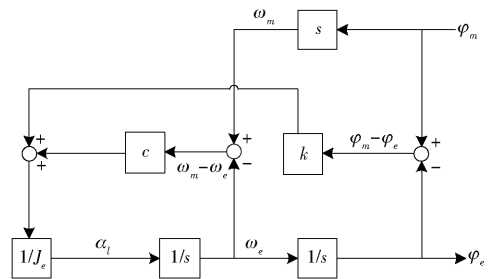 ω_m
s
φ_m
+
+
c
+
−
ω_m−ω_e
k
φ_m−φ_e
+
−
+
1/J_e
α_l
1/s
ω_e
1/s
φ_e